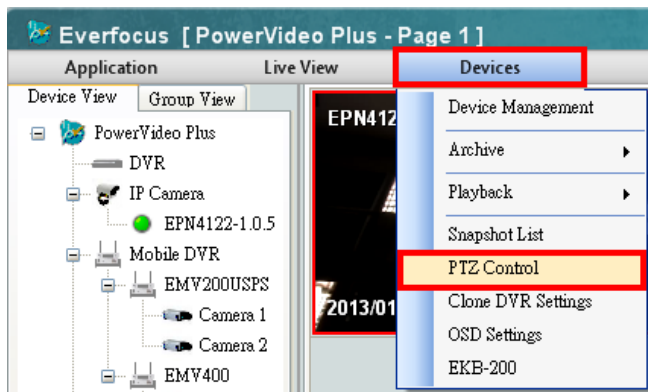 Everfocus [ PowerVideo Plus - Page 1 ]
Application Live View Devices
Device View Group View
PowerVideo Plus
DVR
IP Camera
EPN4122-1.0.5
Mobile DVR
EMV200USPS
Camera 1
Camera 2
EMV400
EPN412
2013/01
Device Management
Archive
Playback
Snapshot List
PTZ Control
Clone DVR Settings
OSD Settings
EKB-200